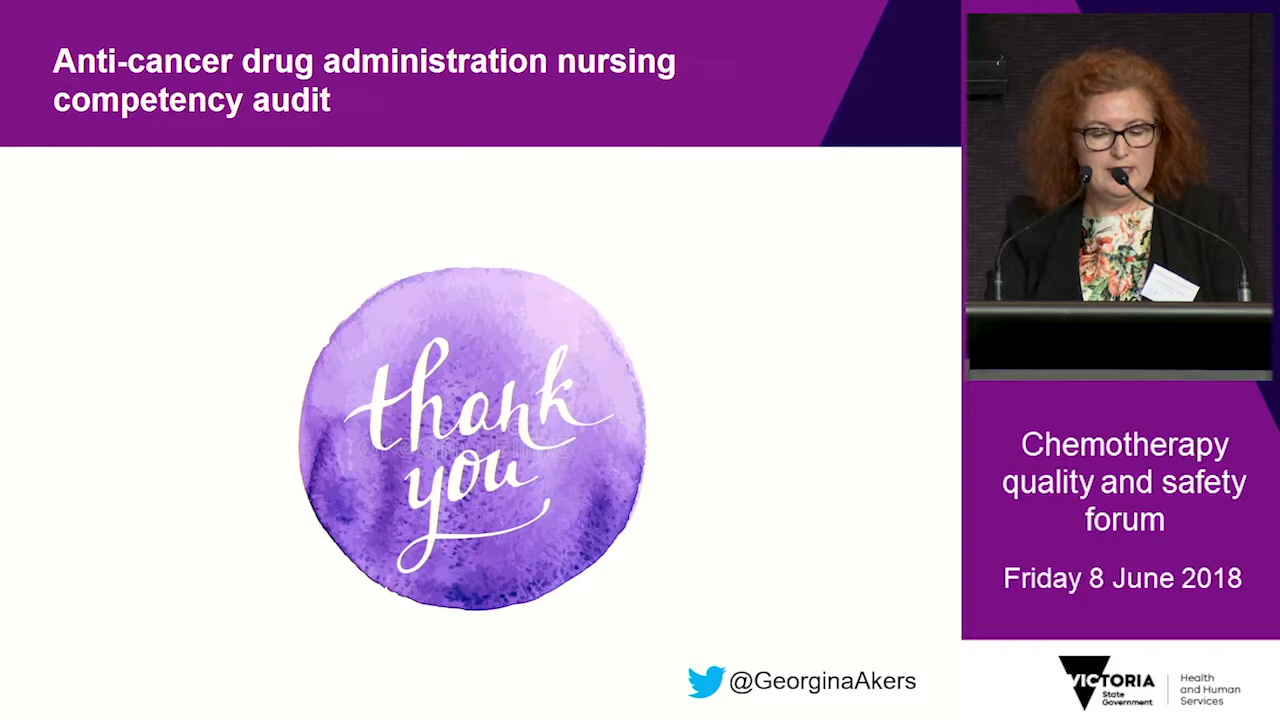 Anti-cancer drug administration nursing
competency audit
thank
you
@GeorginaAkers
Chemotherapy
quality and safety
forum
Friday 8 June 2018
VICTORIA
State
Government
Health
and Human
Services